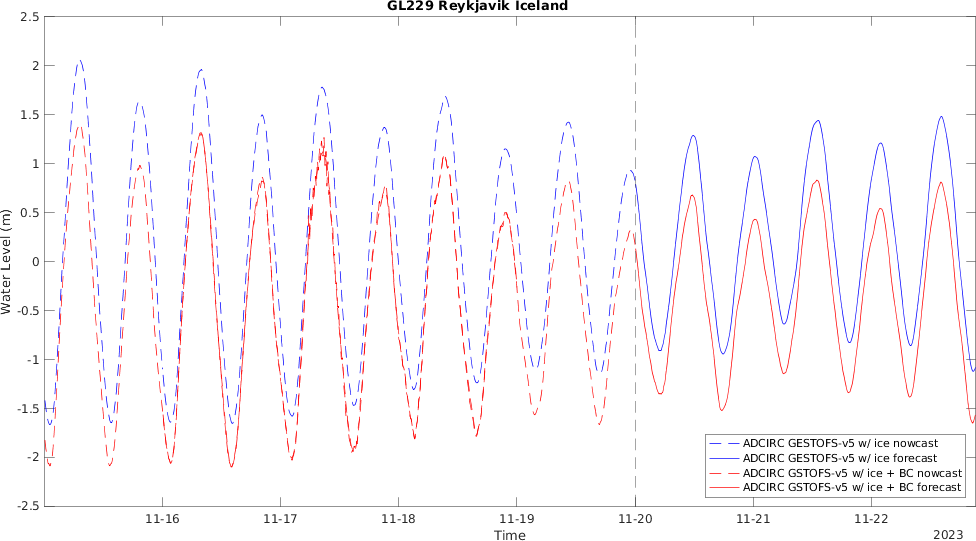 GL229 Reykjavik Iceland
2.5
2
1.5
1
0.5
0
-0.5
-1
-1.5
-2
-2.5
Water Level (m)
11-16 11-17 11-18 11-19 11-20 11-21 11-22
Time
2023
ADCIRC GESTOFS-v5 w/ ice nowcast
ADCIRC GESTOFS-v5 w/ ice forecast
ADCIRC GSTOFS-v5 w/ ice + BC nowcast
ADCIRC GSTOFS-v5 w/ ice + BC forecast